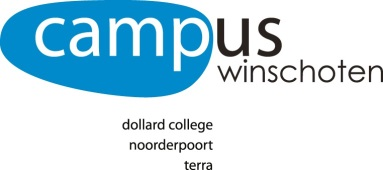 campus
winschoten
dollard college
noorderpoort
terra